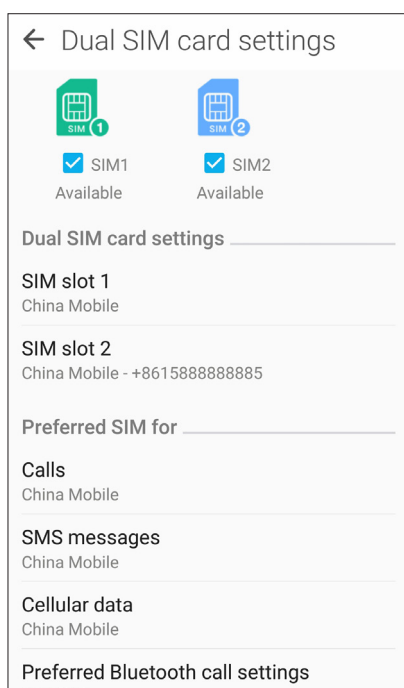 Dual SIM card settings
SIM 1 SIM 2
SIM1 SIM2
Available Available
Dual SIM card settings
SIM slot 1
China Mobile
SIM slot 2
China Mobile - +8615888888885
Preferred SIM for
Calls
China Mobile
SMS messages
China Mobile
Cellular data
China Mobile
Preferred Bluetooth call settings